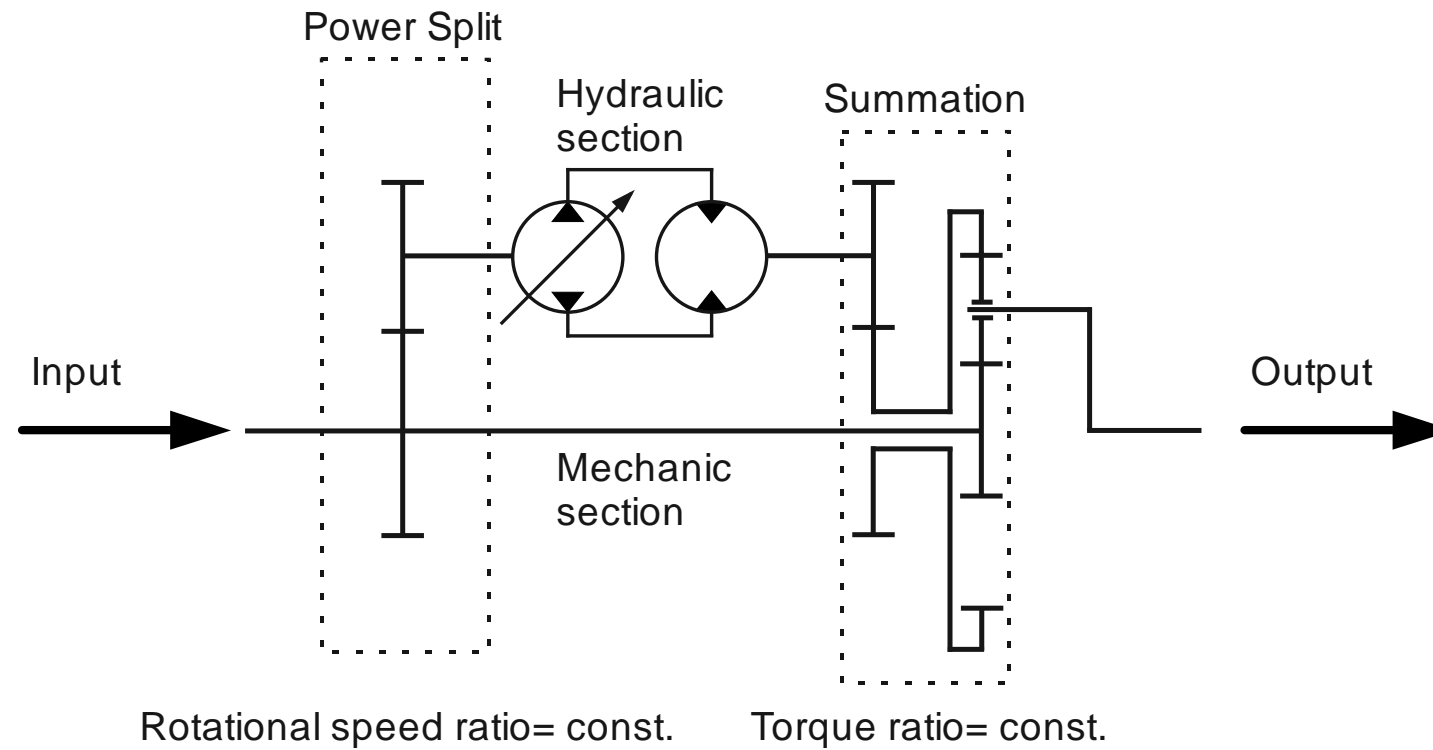 Power Split
Hydraulic
section
Summation
Input
Output
Mechanic
section
Rotational speed ratio= const.
Torque ratio= const.